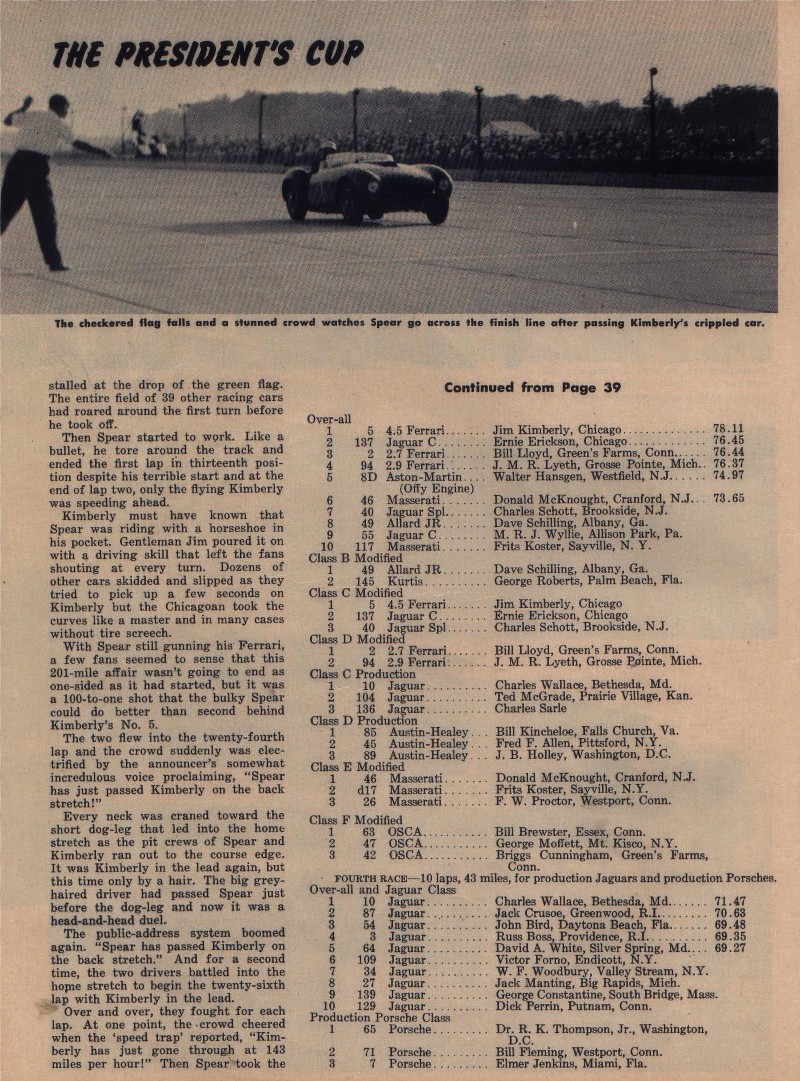 THE PRESIDENT'S CUP
The checkered flag falls and a stunned crowd watches Spear go across the finish line after passing Kimberly's crippled car.
stalled at the drop of the green flag.
The entire field of 39 other racing cars
had roared around the first turn before
he took off.
Then Spear started to work. Like a
bullet, he tore around the track and
ended the first lap in thirteenth posi-
tion despite his terrible start and at the
end of lap two, only the flying Kimberly
was speeding ahead.
Kimberly must have known that
Spear was riding with a horseshoe in
his pocket. Gentleman Jim poured it on
with a driving skill that left the fans
shouting at every turn. Dozens of
other cars skidded and slipped as they
tried to pick up a few seconds on
Kimberly but the Chicagoan took the
curves like a master and in many cases
without tire screech.
With Spear still gunning his Ferrari,
a few fans seemed to sense that this
201-mile affair wasn't going to end as
one-sided as it had started, but it was
a 100-to-one shot that the bulky Spear
could do better than second behind
Kimberly's No. 5.
The two flew into the twenty-fourth
lap and the crowd suddenly was elec-
trified by the announcer's somewhat
incredulous voice proclaiming, "Spear
has just passed Kimberly on the back
stretch!"
Every neck was craned toward the
short dog-leg that led into the home
stretch as the pit crews of Spear and
Kimberly ran out to the course edge.
It was Kimberly in the lead again, but
this time only by a hair. The big grey-
haired driver had passed Spear just
before the dog-leg and now it was a
head-and-head duel.
The public-address system boomed
again. "Spear has passed Kimberly on
the back stretch." And for a second
time, the two drivers battled into the
home stretch to begin the twenty-sixth
lap with Kimberly in the lead.
Over and over, they fought for each
lap. At one point, the crowd cheered
when the 'speed trap' reported, "Kim-
berly has just gone through at 143
miles per hour!" Then Spear took the
Continued from Page 39
Over-all
1 5 4.5 Ferrari....... Jim Kimberly, Chicago.............. 78.11
2 137 Jaguar C........ Ernie Erickson, Chicago............ 76.45
3 2 2.7 Ferrari....... Bill Lloyd, Green's Farms, Conn..... 76.44
4 94 2.9 Ferrari....... J. M. R. Lyeth, Grosse Pointe, Mich.. 76.37
5 8D Aston-Martin.... Walter Hansgen, Westfield, N.J...... 74.97
(Offy Engine)
6 46 Masserati....... Donald McKnought, Cranford, N.J... 73.65
7 40 Jaguar Spl...... Charles Schott, Brookside, N.J.
8 49 Allard JR....... Dave Schilling, Albany, Ga.
9 55 Jaguar C........ M. R. J. Wyllie, Allison Park, Pa.
10 117 Masserati....... Frits Koster, Sayville, N. Y.
Class B Modified
1 49 Allard JR....... Dave Schilling, Albany, Ga.
2 145 Kurtis.......... George Roberts, Palm Beach, Fla.
Class C Modified
1 5 4.5 Ferrari....... Jim Kimberly, Chicago
2 137 Jaguar C........ Ernie Erickson, Chicago
3 40 Jaguar Spl...... Charles Schott, Brookside, N.J.
Class D Modified
1 2 2.7 Ferrari....... Bill Lloyd, Green's Farms, Conn.
2 94 2.9 Ferrari....... J. M. R. Lyeth, Grosse Pointe, Mich.
Class C Production
1 10 Jaguar.......... Charles Wallace, Bethesda, Md.
2 104 Jaguar.......... Ted McGrade, Prairie Village, Kan.
3 136 Jaguar.......... Charles Sarle
Class D Production
1 85 Austin-Healey... Bill Kincheloe, Falls Church, Va.
2 45 Austin-Healey... Fred F. Allen, Pittsford, N.Y.
3 89 Austin-Healey... J. B. Holley, Washington, D.C.
Class E Modified
1 46 Masserati....... Donald McKnought, Cranford, N.J.
2 d17 Masserati....... Frits Koster, Sayville, N.Y.
3 26 Masserati....... F. W. Proctor, Westport, Conn.
Class F Modified
1 63 OSCA.......... Bill Brewster, Essex, Conn.
2 47 OSCA.......... George Moffett, Mt. Kisco, N.Y.
3 42 OSCA.......... Briggs Cunningham, Green's Farms,
Conn.
FOURTH RACE—10 laps, 43 miles, for production Jaguars and production Porsches.
Over-all and Jaguar Class
1 10 Jaguar.......... Charles Wallace, Bethesda, Md....... 71.47
2 87 Jaguar.......... Jack Crusoe, Greenwood, R.I........ 70.63
3 54 Jaguar.......... John Bird, Daytona Beach, Fla...... 69.48
4 3 Jaguar.......... Russ Boss, Providence, R.I.......... 69.35
5 64 Jaguar.......... David A. White, Silver Spring, Md.... 69.27
6 109 Jaguar.......... Victor Forno, Endicott, N.Y.
7 34 Jaguar.......... W. F. Woodbury, Valley Stream, N.Y.
8 27 Jaguar.......... Jack Manting, Big Rapids, Mich.
9 139 Jaguar.......... George Constantine, South Bridge, Mass.
10 129 Jaguar.......... Dick Perrin, Putnam, Conn.
Production Porsche Class
1 65 Porsche......... Dr. R. K. Thompson, Jr., Washington,
D.C.
2 71 Porsche......... Bill Fleming, Westport, Conn.
3 7 Porsche......... Elmer Jenkins, Miami, Fla.